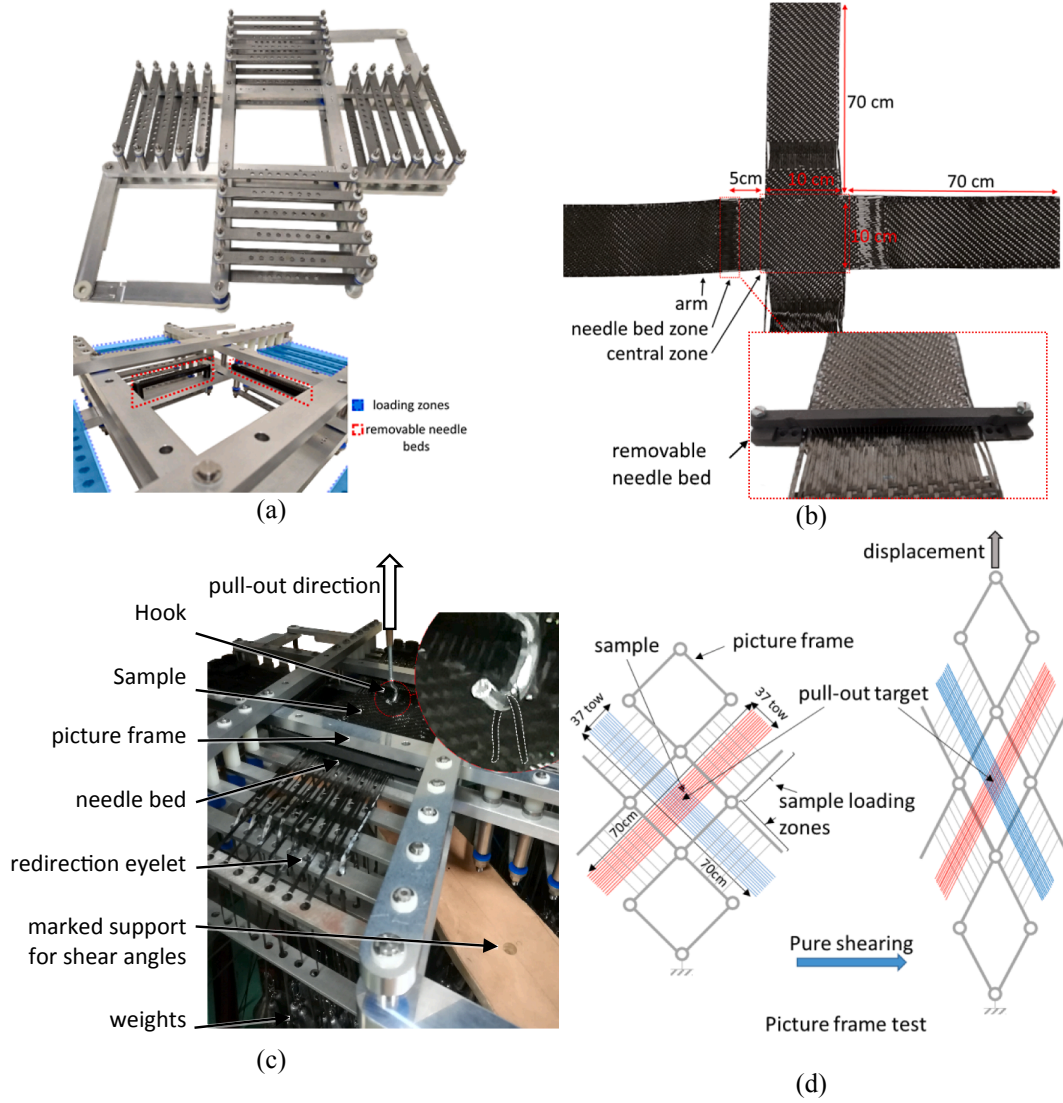 loading zones
removable needle
beds
(a)
70 cm
5cm
10 cm
70 cm
10 cm
arm
needle bed zone
central zone
removable
needle bed
(b)
pull-out direction
Hook
Sample
picture frame
needle bed
redirection eyelet
marked support
for shear angles
weights
(c)
displacement
sample
picture frame
pull-out target
37 tow
37 tow
sample loading
zones
70cm
70cm
Pure shearing
Picture frame test
(d)